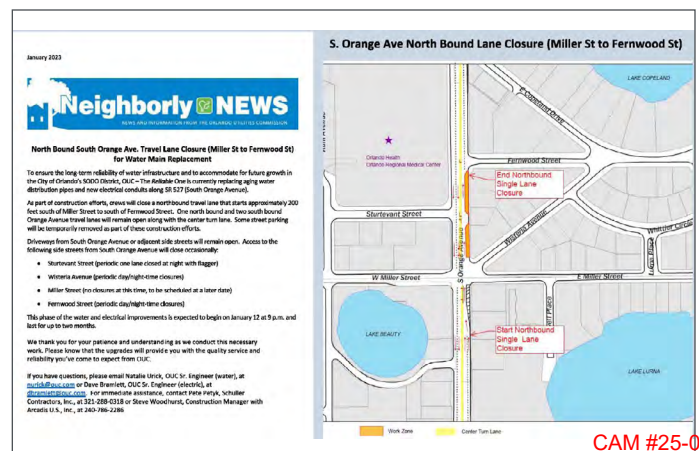 January 2023
Neighborly NEWS
NEWS AND INFORMATION FROM THE ORLANDO UTILITIES COMMISSION
North Bound South Orange Ave. Travel Lane Closure (Miller St to Fernwood St)
for Water Main Replacement
To ensure the long-term reliability of water infrastructure and to accommodate for future growth in
the City of Orlando's SODO District, OUC – The Reliable One is currently replacing aging water
distribution pipes and new electrical conduits along SR 527 (South Orange Avenue).
As part of construction efforts, crews will close a northbound travel lane that starts approximately 200
feet south of Miller Street to south of Fernwood Street. One north bound and two south bound
Orange Avenue travel lanes will remain open along with the center turn lane. Some street parking
will be temporarily removed as part of these construction efforts.
Driveways from South Orange Avenue or adjacent side streets will remain open. Access to the
following side streets from South Orange Avenue will close occasionally:
• Sturtevant Street (periodic one lane closed at night with flagger)
• Wisteria Avenue (periodic day/night-time closures)
• Miller Street (no closures at this time, to be scheduled at a later date)
• Fernwood Street (periodic day/night-time closures)
This phase of the water and electrical improvements is expected to begin on January 12 at 9 p.m. and
last for up to two months.
We thank you for your patience and understanding as we conduct this necessary
work. Please know that the upgrades will provide you with the quality service and
reliability you've come to expect from OUC.
If you have questions, please email Natalie Urick, OUC Sr. Engineer (water), at
nurick@ouc.com or Dave Bramlett, OUC Sr. Engineer (electric), at
dbramlett@ouc.com. For immediate assistance, contact Pete Petyk, Schuller
Contractors, Inc., at 321-288-0318 or Steve Woodhurst, Construction Manager with
Arcadis U.S., Inc., at 240-786-2286
S. Orange Ave North Bound Lane Closure (Miller St to Fernwood St)
LAKE COPELAND
E Copeland Drive
Orlando Health
Orlando Regional Medical Center
Fernwood Street
End Northbound
Single Lane
Closure
Sturtevant Street
S Orange Avenue
Wisteria Avenue
Whittier Circle
W Miller Street
E Miller Street
LAKE BEAUTY
Start Northbound
Single Lane
Closure
LAKE LURNA
Work Zone
Center Turn Lane
CAM #25-0